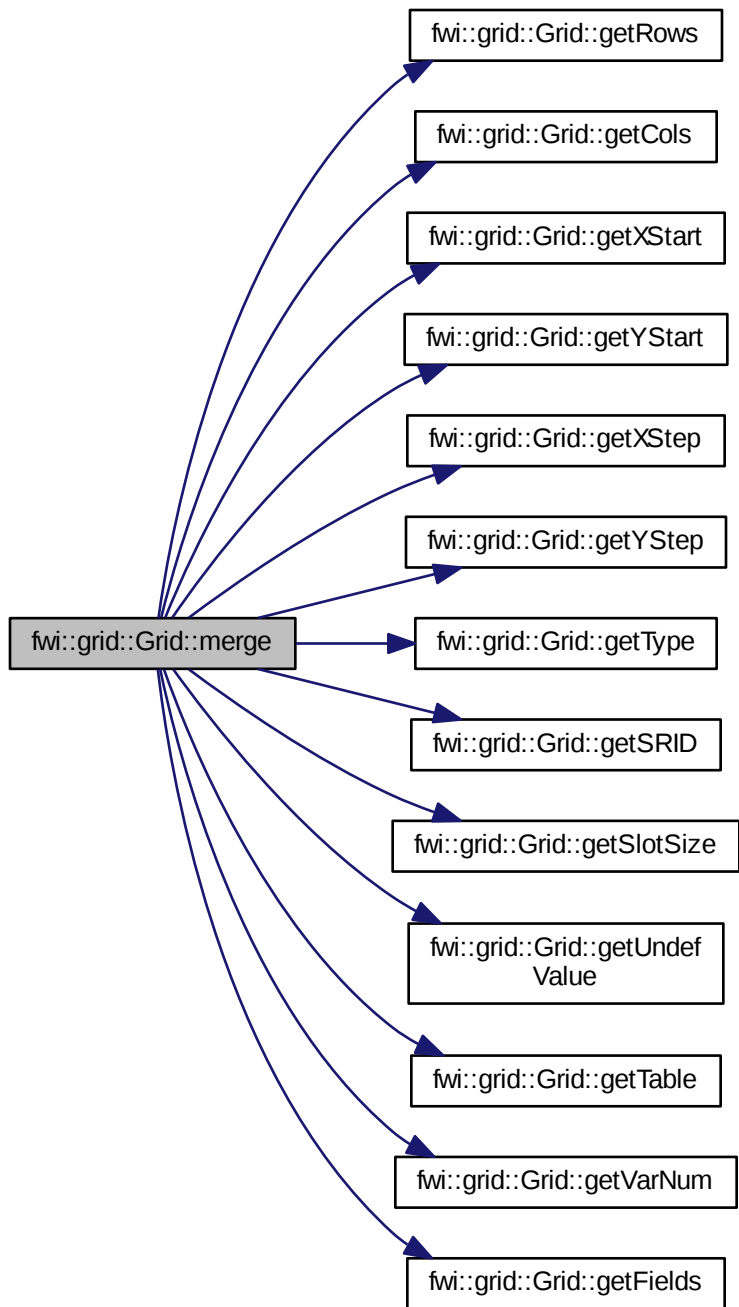 fwi::grid::Grid::getRows
fwi::grid::Grid::getCols
fwi::grid::Grid::getXStart
fwi::grid::Grid::getYStart
fwi::grid::Grid::getXStep
fwi::grid::Grid::getYStep
fwi::grid::Grid::merge
fwi::grid::Grid::getType
fwi::grid::Grid::getSRID
fwi::grid::Grid::getSlotSize
fwi::grid::Grid::getUndef
Value
fwi::grid::Grid::getTable
fwi::grid::Grid::getVarNum
fwi::grid::Grid::getFields